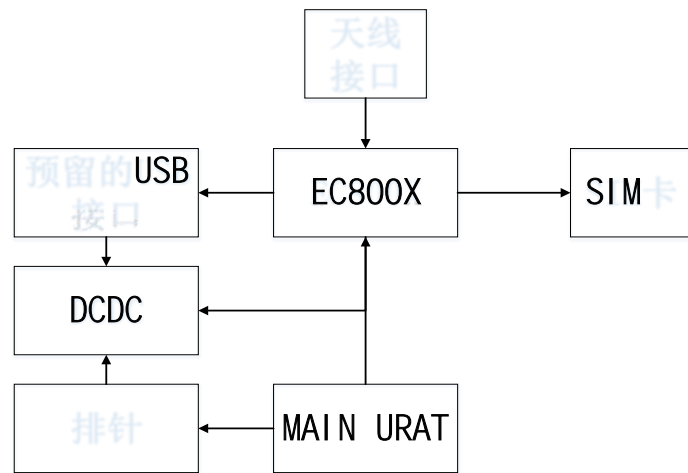 天线
接口
预留的USB
接口
EC800X
SIM卡
DCDC
排针
MAIN URAT